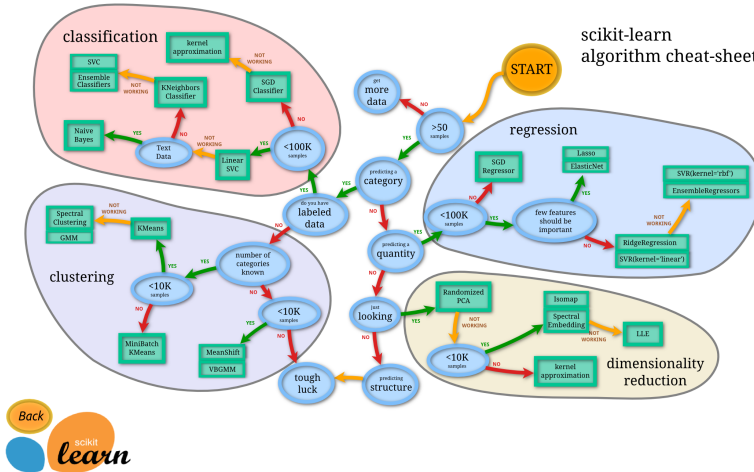 scikit-learn
algorithm cheat-sheet
START
get
more
data
NO
>50
samples
YES
predicting a
category
YES
NO
do you have
labeled
data
YES
NO
predicting a
quantity
YES
NO
just
looking
YES
NO
predicting
structure
tough
luck
classification
kernel
approximation
NOT
WORKING
SGD
Classifier
NO
<100K
samples
YES
Linear
SVC
NOT
WORKING
Text
Data
YES
Naive
Bayes
NO
KNeighbors
Classifier
NOT
WORKING
SVC
Ensemble
Classifiers
regression
<100K
samples
NO
SGD
Regressor
YES
few features
should be
important
YES
Lasso
ElasticNet
NO
RidgeRegression
SVR(kernel='linear')
NOT
WORKING
SVR(kernel='rbf')
EnsembleRegressors
clustering
number of
categories
known
YES
NO
<10K
samples
YES
KMeans
NOT
WORKING
Spectral
Clustering
GMM
NO
MiniBatch
KMeans
<10K
samples
YES
MeanShift
VBGMM
NO
dimensionality
reduction
Randomized
PCA
NOT
WORKING
<10K
samples
YES
Isomap
Spectral
Embedding
NOT
WORKING
LLE
NO
kernel
approximation
Back
scikit
learn